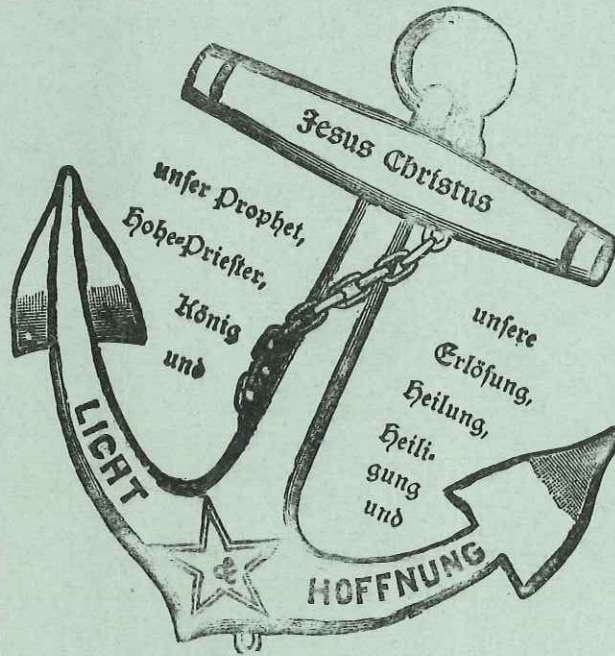 Jesus Christus
unser Prophet,
Hohe=Priester,
König
und
LICHT
unsere
Erlösung,
Heilung,
Heili-
gung
und
&
HOFFNUNG